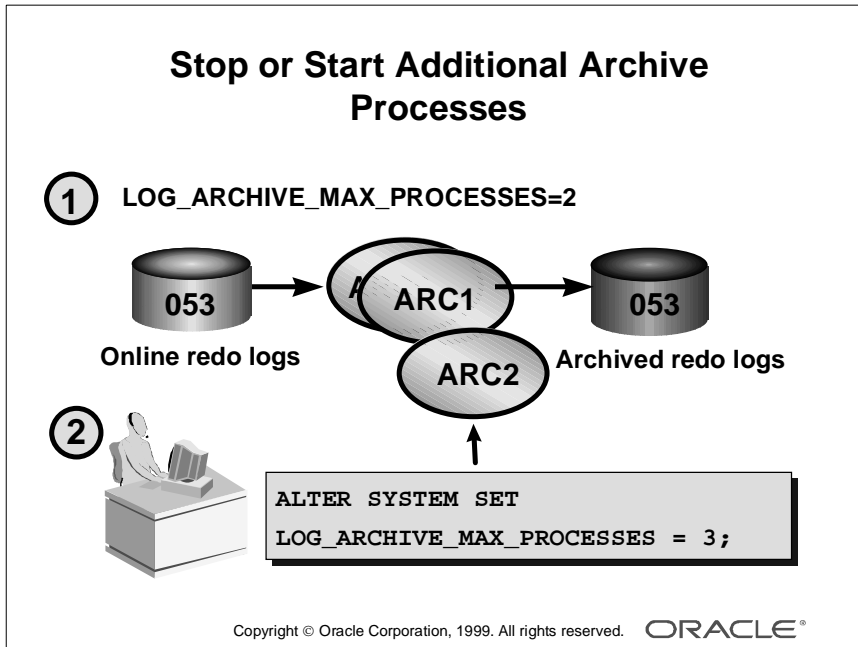 Stop or Start Additional Archive
Processes
1
LOG_ARCHIVE_MAX_PROCESSES=2
053
A
ARC1
053
Online redo logs
Archived redo logs
ARC2
2
ALTER SYSTEM SET
LOG_ARCHIVE_MAX_PROCESSES = 3;
Copyright © Oracle Corporation, 1999. All rights reserved.
ORACLE®